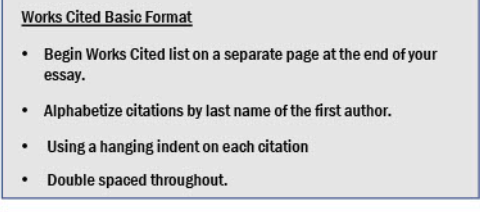 Works Cited Basic Format
• Begin Works Cited list on a separate page at the end of your
essay.
• Alphabetize citations by last name of the first author.
• Using a hanging indent on each citation
• Double spaced throughout.